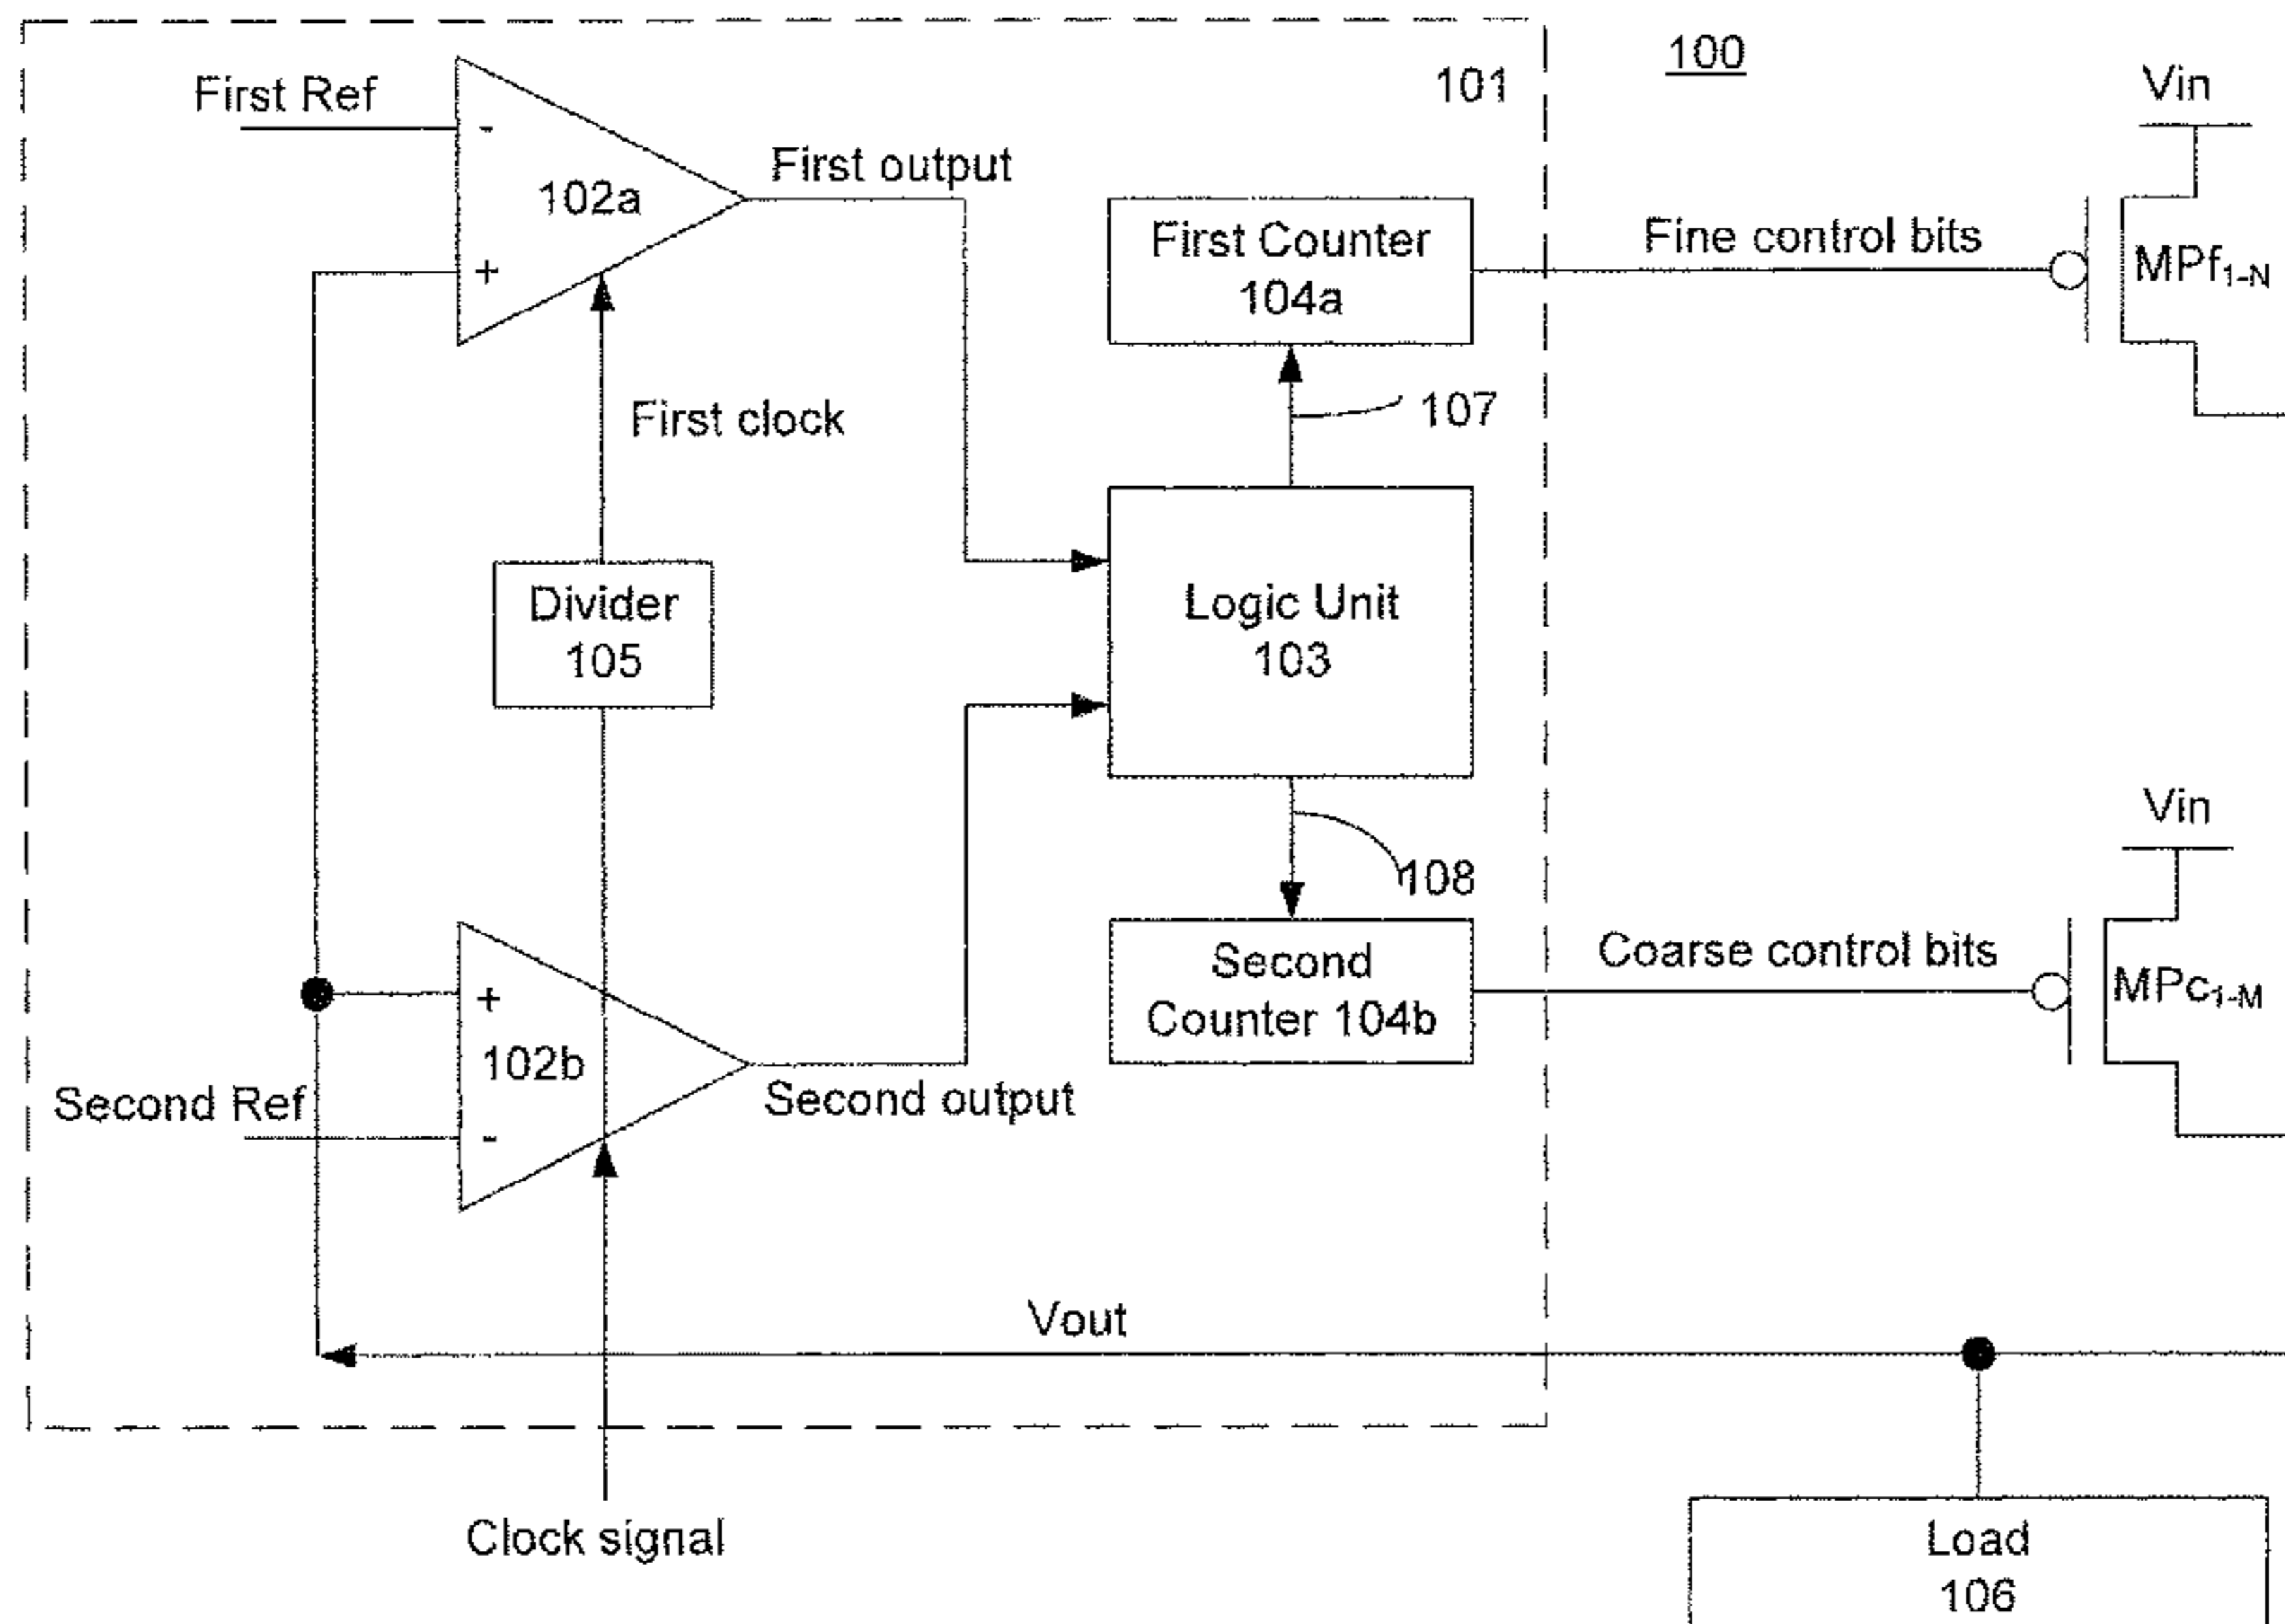 100
101
First Ref
-
+
102a
First output
First clock
Divider
105
First Counter
104a
107
Logic Unit
103
108
Second
Counter 104b
+
-
102b
Second Ref
Second output
Vout
Clock signal
Fine control bits
Vin
MPf1-N
Coarse control bits
Vin
MPc1-M
Load
106